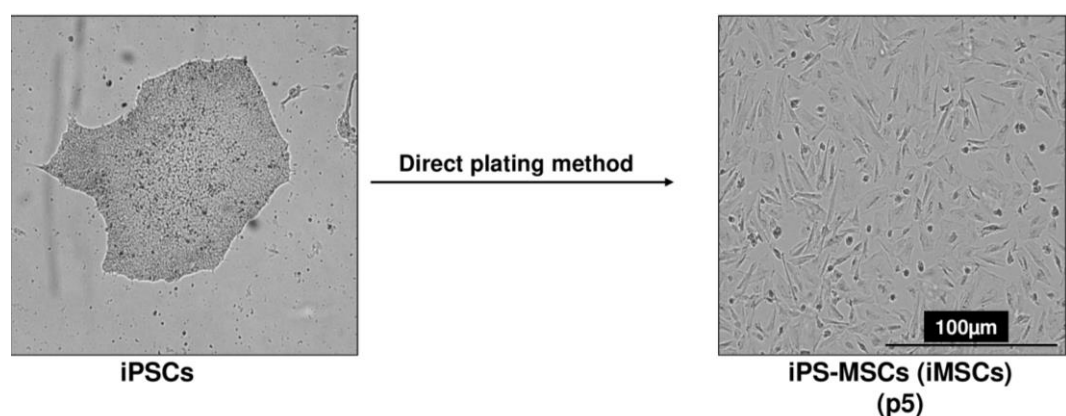 Direct plating method
100µm
iPSCs
iPS-MSCs (iMSCs)
(p5)